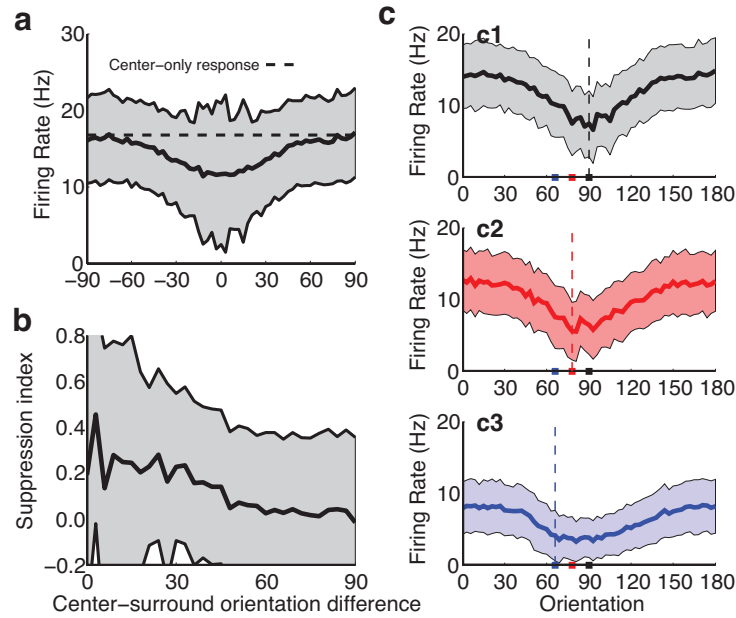 a
30
20
10
0
Firing Rate (Hz)
Center−only response
−90 −60 −30 0 30 60 90
b
0.8
0.6
0.4
0.2
0.0
−0.2
Suppression index
0 30 60 90
Center−surround orientation difference
c
c1
20
10
0
Firing Rate (Hz)
0 30 60 90 120 150 180
c2
20
10
0
Firing Rate (Hz)
0 30 60 90 120 150 180
c3
20
10
0
Firing Rate (Hz)
0 30 60 90 120 150 180
Orientation